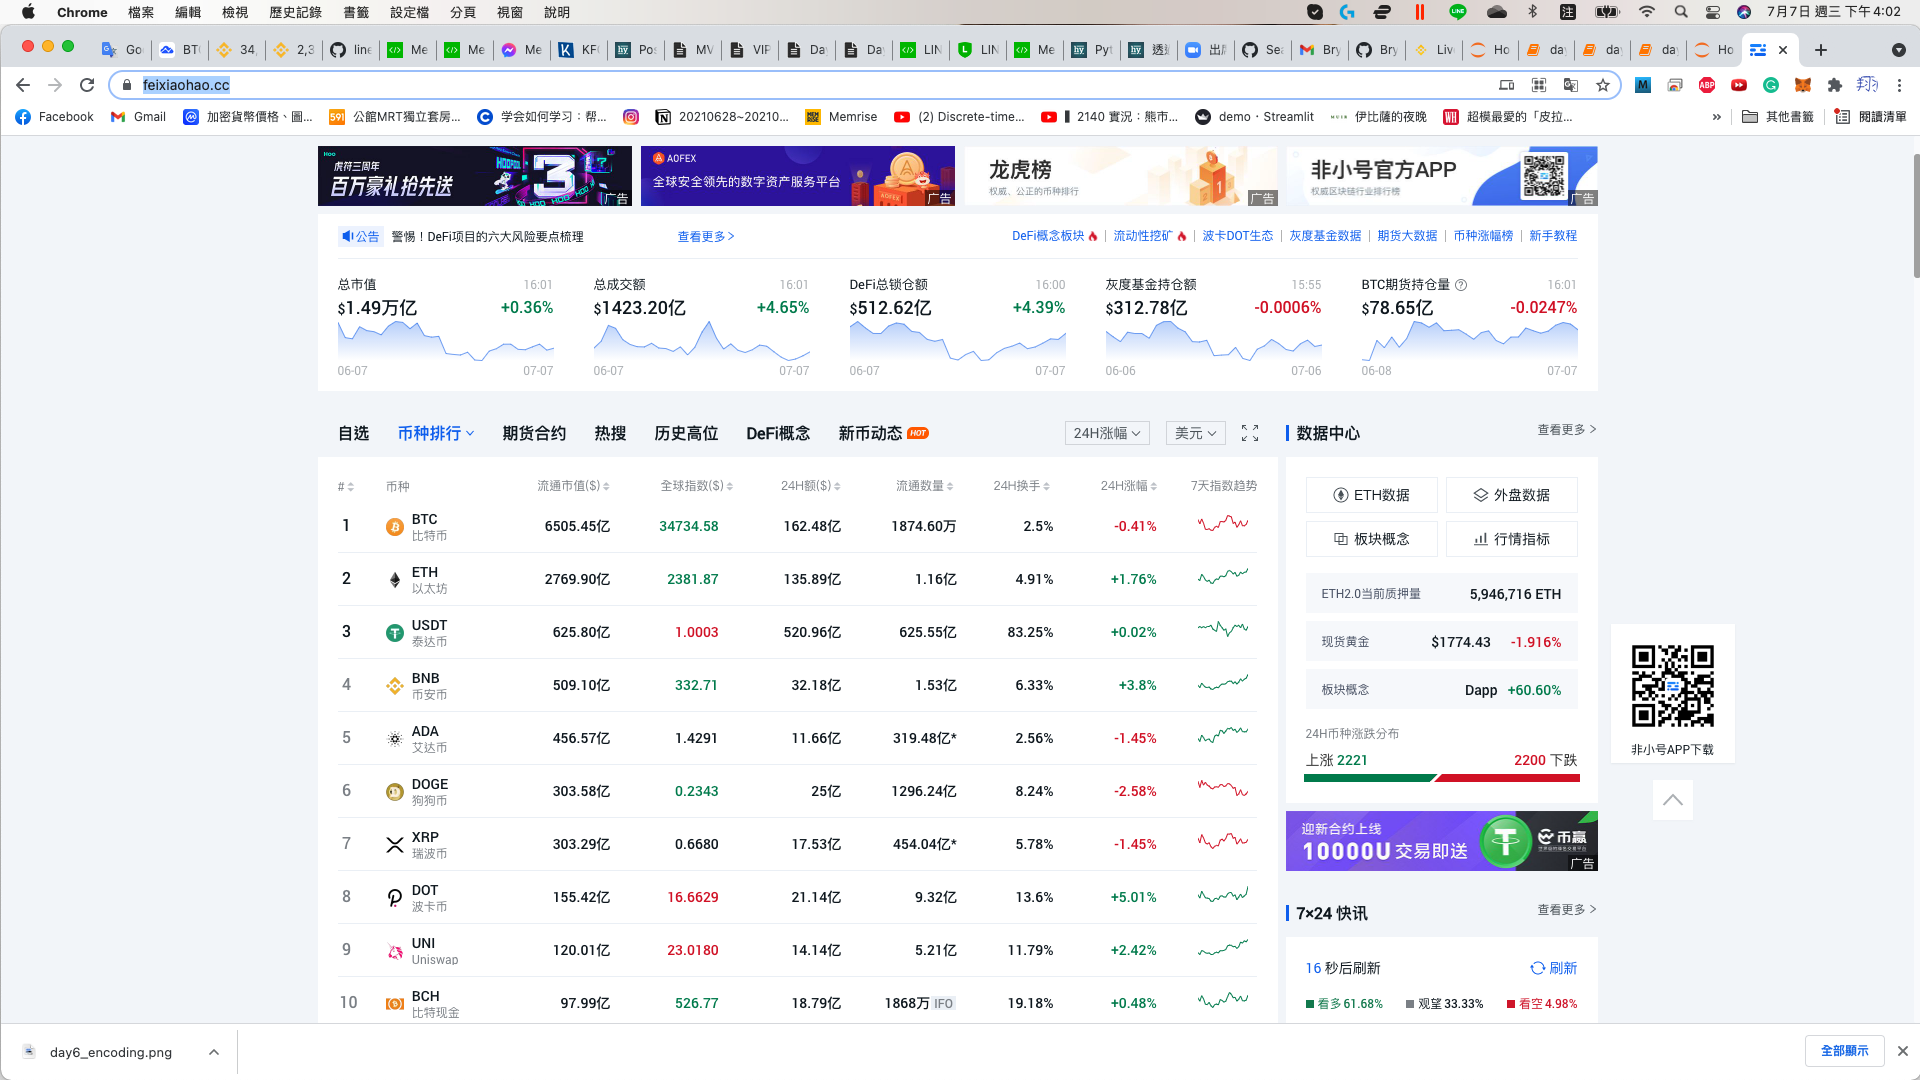 Chrome 檔案 編輯 檢視 歷史記錄 書籤 設定檔 分頁 視窗 說明 LINE 注 7月7日 週三 下午4:02
Go BT 34, 2,3 line Me Me Me KF Po MV VIP Da Da LIN LIN Me Pyt 透 出 Sea Bry Bry Liv Ho da da da Ho
feixiaohao.cc
Facebook Gmail 加密貨幣價格、圖... 公館MRT獨立套房... 学会如何学习：帮... 20210628~20210... Memrise (2) Discrete-time... 2140 實況：熊市... demo · Streamlit 伊比薩的夜晚 超模最愛的「皮拉... » 其他書籤 閱讀清單
Hoo 虎符三周年
百万豪礼抢先送
广告
AOFEX
全球安全领先的数字资产服务平台
广告
龙虎榜
权威、公正的币种排行
广告
非小号官方APP
权威区块链行业排行榜
广告
公告 警惕！DeFi项目的六大风险要点梳理 查看更多 DeFi概念板块 流动性挖矿 波卡DOT生态 灰度基金数据 期货大数据 币种涨幅榜 新手教程
总市值 16:01 总成交额 16:01 DeFi总锁仓额 16:00 灰度基金持仓额 15:55 BTC期货持仓量 16:01
$1.49万亿 +0.36% $1423.20亿 +4.65% $512.62亿 +4.39% $312.78亿 -0.0006% $78.65亿 -0.0247%
06-07 07-07 06-07 07-07 06-07 07-07 06-06 07-06 06-08 07-07
自选 币种排行 期货合约 热搜 历史高位 DeFi概念 新币动态 HOT 24H涨幅 美元
# 币种 流通市值($) 全球指数($) 24H额($) 流通数量 24H换手 24H涨幅 7天指数趋势
1 BTC 6505.45亿 34734.58 162.48亿 1874.60万 2.5% -0.41%
比特币
2 ETH 2769.90亿 2381.87 135.89亿 1.16亿 4.91% +1.76%
以太坊
3 USDT 625.80亿 1.0003 520.96亿 625.55亿 83.25% +0.02%
泰达币
4 BNB 509.10亿 332.71 32.18亿 1.53亿 6.33% +3.8%
币安币
5 ADA 456.57亿 1.4291 11.66亿 319.48亿* 2.56% -1.45%
艾达币
6 DOGE 303.58亿 0.2343 25亿 1296.24亿 8.24% -2.58%
狗狗币
7 XRP 303.29亿 0.6680 17.53亿 454.04亿* 5.78% -1.45%
瑞波币
8 DOT 155.42亿 16.6629 21.14亿 9.32亿 13.6% +5.01%
波卡币
9 UNI 120.01亿 23.0180 14.14亿 5.21亿 11.79% +2.42%
Uniswap
10 BCH 97.99亿 526.77 18.79亿 1868万 IFO 19.18% +0.48%
比特现金
数据中心 查看更多
ETH数据 外盘数据
板块概念 行情指标
ETH2.0当前质押量 5,946,716 ETH
现货黄金 $1774.43 -1.916%
板块概念 Dapp +60.60%
24H币种涨跌分布
上涨 2221 2200 下跌
迎新合约上线
10000U 交易即送 币赢
广告
7×24 快讯 查看更多
16 秒后刷新 刷新
看多 61.68% 观望 33.33% 看空 4.98%
非小号APP下载
day6_encoding.png 全部顯示